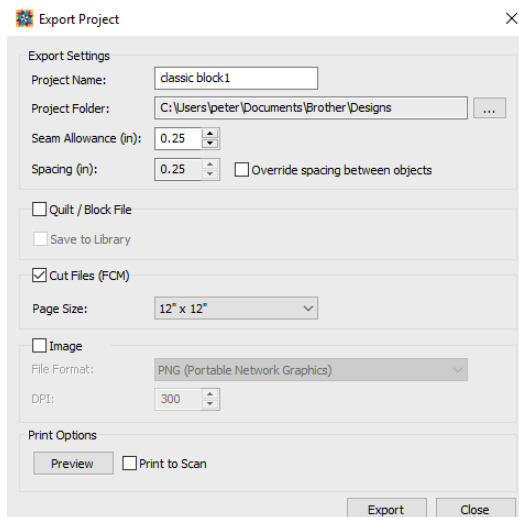 Export Project
Export Settings
Project Name: classic block1
Project Folder: C:\Users\peter\Documents\Brother\Designs ...
Seam Allowance (in): 0.25
Spacing (in): 0.25 Override spacing between objects
Quilt / Block File
Save to Library
Cut Files (FCM)
Page Size: 12" x 12"
Image
File Format: PNG (Portable Network Graphics)
DPI: 300
Print Options
Preview Print to Scan
Export Close